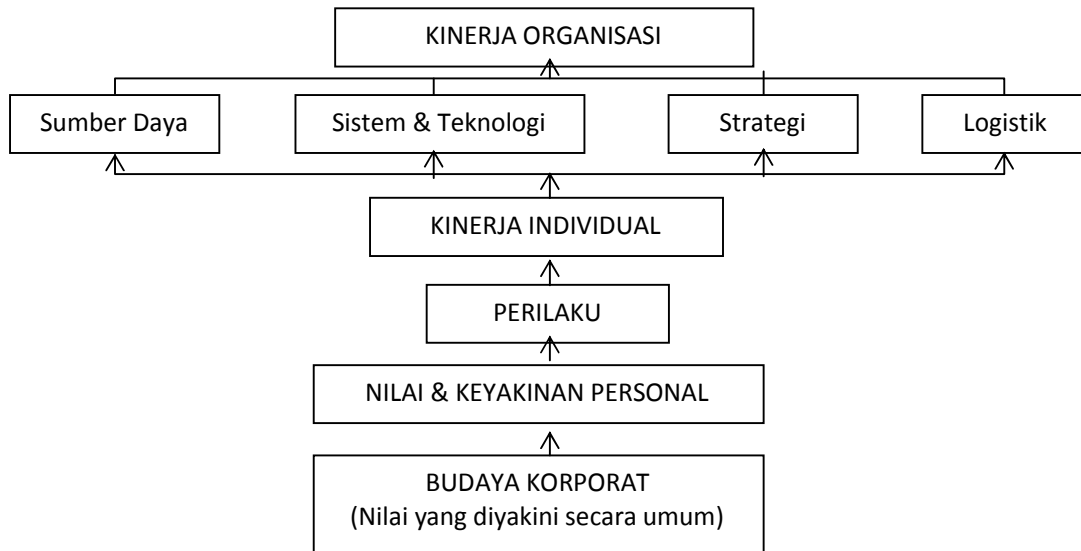 KINERJA ORGANISASI
Sumber Daya
Sistem & Teknologi
Strategi
Logistik
KINERJA INDIVIDUAL
PERILAKU
NILAI & KEYAKINAN PERSONAL
BUDAYA KORPORAT
(Nilai yang diyakini secara umum)